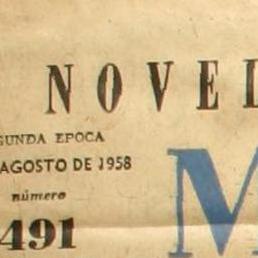 NOVEL
GUNDA EPOCA
AGOSTO DE 1958
número
491
M